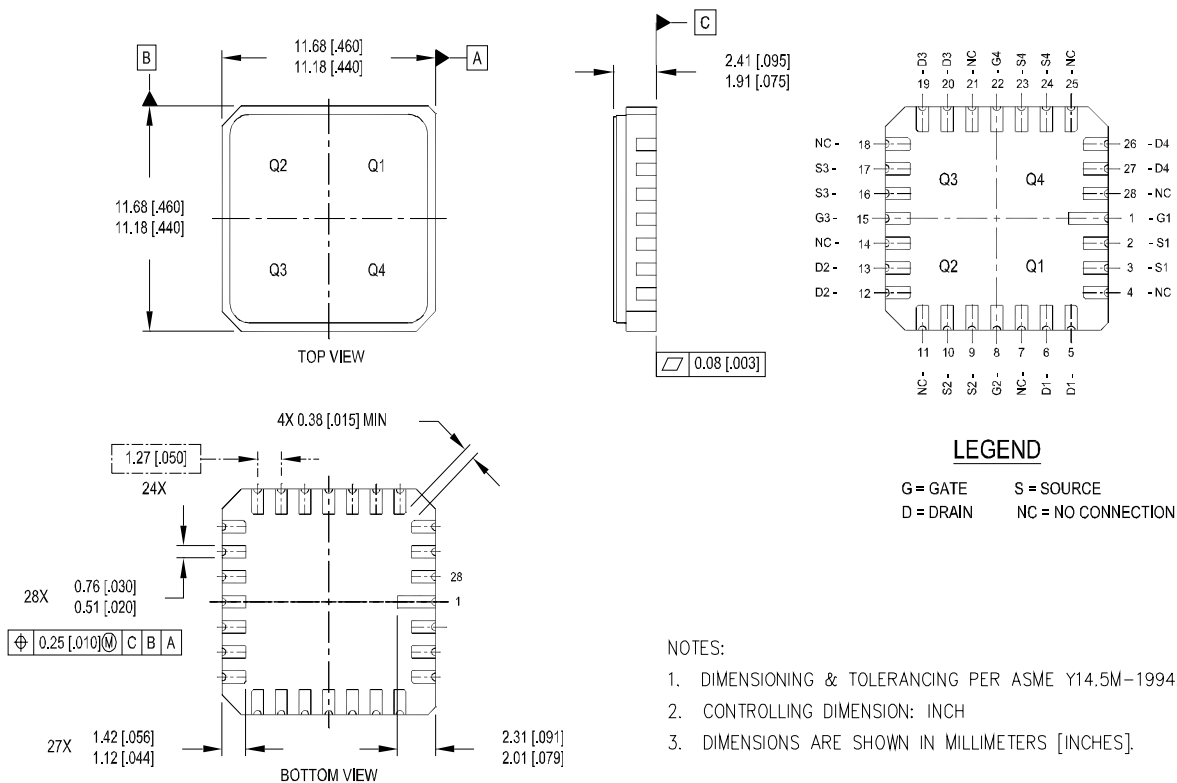 B
11.68 [.460]
11.18 [.440]
A
11.68 [.460]
11.18 [.440]
Q2
Q1
Q3
Q4
TOP VIEW
C
2.41 [.095]
1.91 [.075]
0.08 [.003]
19 - D3
20 - D3
21 - NC
22 - G4
23 - S4
24 - S4
25 - NC
NC - 18
S3 - 17
S3 - 16
G3 - 15
NC - 14
D2 - 13
D2 - 12
Q3
Q4
Q2
Q1
26 - D4
27 - D4
28 - NC
1 - G1
2 - S1
3 - S1
4 - NC
11 10 9 8 7 6 5
NC - S2 - S2 - G2 - NC - D1 - D1 -
LEGEND
G = GATE S = SOURCE
D = DRAIN NC = NO CONNECTION
4X 0.38 [.015] MIN
1.27 [.050]
24X
28X 0.76 [.030]
0.51 [.020]
⌖ 0.25 [.010] Ⓜ C B A
28
1
27X 1.42 [.056]
1.12 [.044]
2.31 [.091]
2.01 [.079]
BOTTOM VIEW
NOTES:
1. DIMENSIONING & TOLERANCING PER ASME Y14.5M-1994
2. CONTROLLING DIMENSION: INCH
3. DIMENSIONS ARE SHOWN IN MILLIMETERS [INCHES].